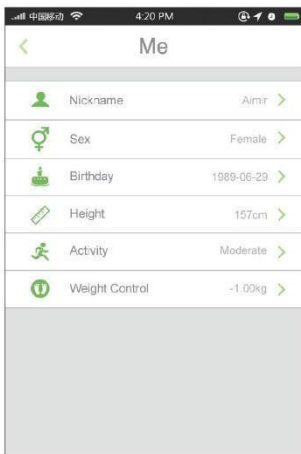 中国移动 4:20 PM
Me
Nickname Aimir
Sex Female
Birthday 1989-06-29
Height 157cm
Activity Moderate
Weight Control -1.00kg